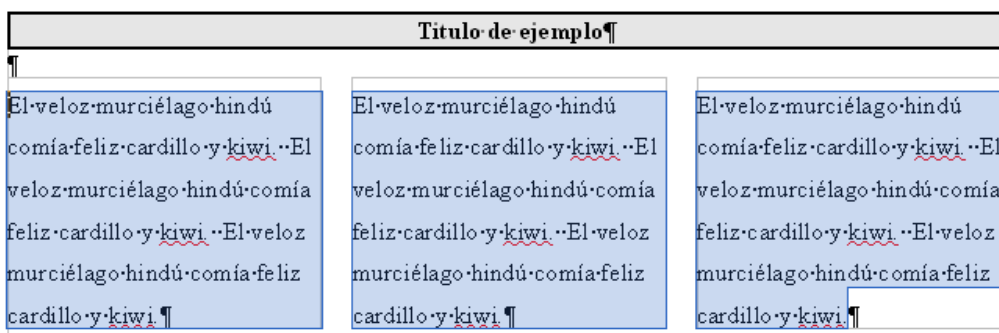 Titulo de ejemplo¶
¶
El veloz murciélago hindú
comía feliz cardillo y kiwi.  El
veloz murciélago hindú comía
feliz cardillo y kiwi.  El veloz
murciélago hindú comía feliz
cardillo y kiwi.¶
El veloz murciélago hindú
comía feliz cardillo y kiwi.  El
veloz murciélago hindú comía
feliz cardillo y kiwi.  El veloz
murciélago hindú comía feliz
cardillo y kiwi.¶
El veloz murciélago hindú
comía feliz cardillo y kiwi.  El
veloz murciélago hindú comía
feliz cardillo y kiwi.  El veloz
murciélago hindú comía feliz
cardillo y kiwi.¶